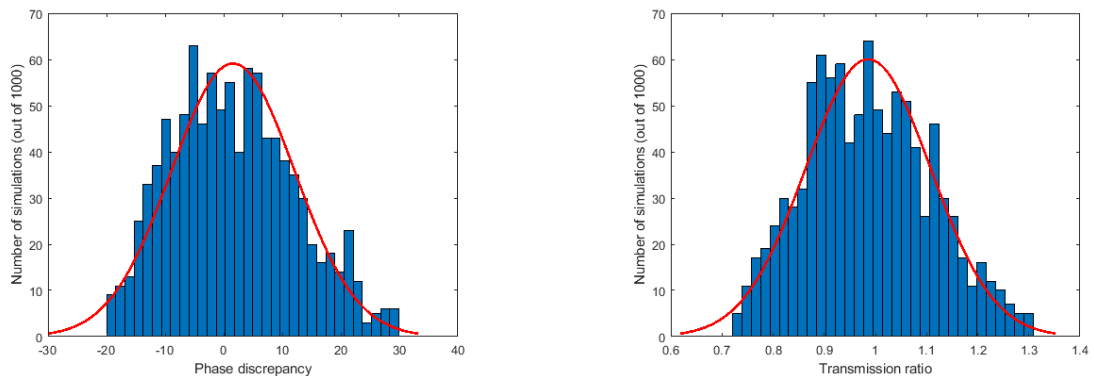 70
60
50
40
30
20
10
0
Number of simulations (out of 1000)
-30 -20 -10 0 10 20 30 40
Phase discrepancy
70
60
50
40
30
20
10
0
Number of simulations (out of 1000)
0.6 0.7 0.8 0.9 1 1.1 1.2 1.3 1.4
Transmission ratio